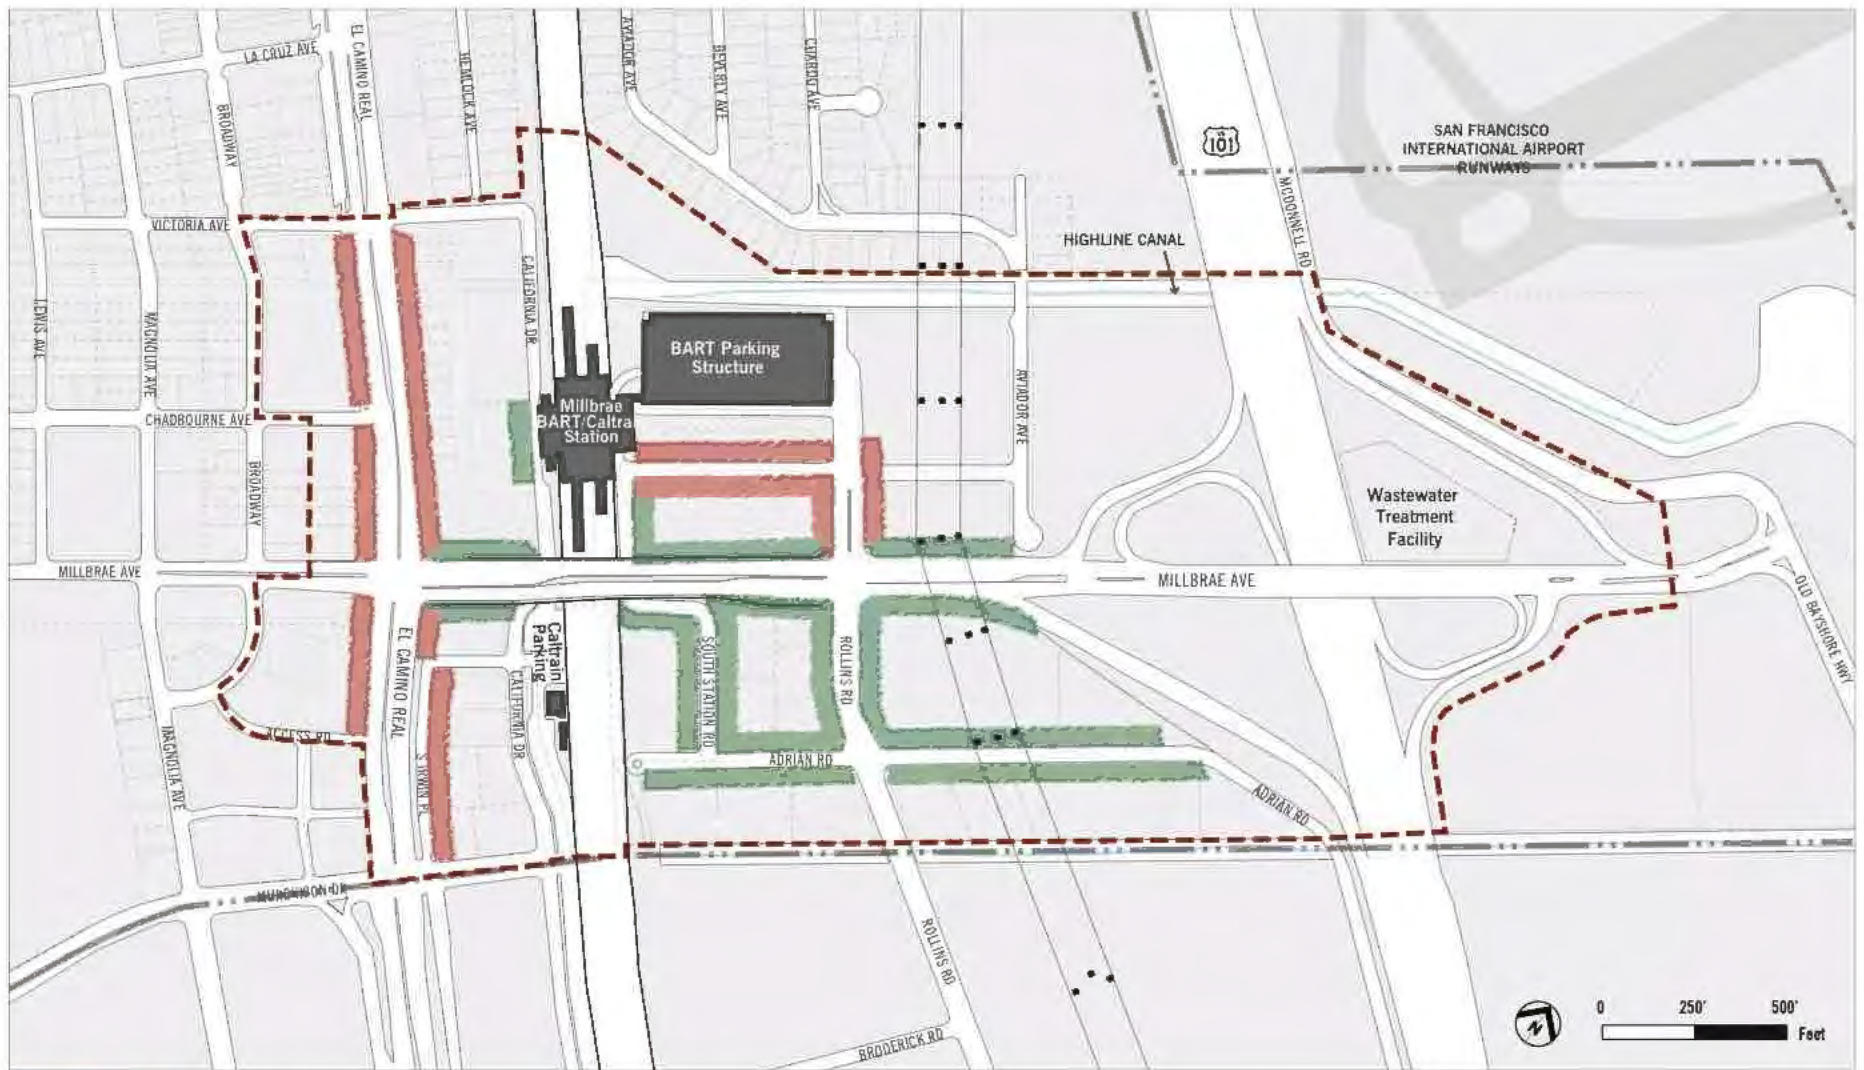 LA CRUZ AVE
EL CAMINO REAL
HEMLOCK AVE
AVIADOR AVE
BEVERLY AVE
CUARDO AVE
BROADWAY
101
SAN FRANCISCO
INTERNATIONAL AIRPORT
RUNWAYS
MCDONNELL RD
VICTORIA AVE
HIGHLINE CANAL
CALIFORNIA DR
LEWIS AVE
MAGNOLIA AVE
BART Parking
Structure
Millbrae
BART/Caltra
Station
AVIADOR AVE
CHADBOURNE AVE
BROADWAY
Wastewater
Treatment
Facility
MILLBRAE AVE
MILLBRAE AVE
OLD BAYSHORE HWY
Caltrain
Parking
EL CAMINO REAL
CALIFORNIA DR
SOUTH STATION RD
ROLLINS RD
ACCESS RD
MAGNOLIA AVE
S IRWIN PL
ADRIAN RD
ADRIAN RD
MURCHISON DR
ROLLINS RD
BRODERICK RD
N
0 250' 500'
Feet